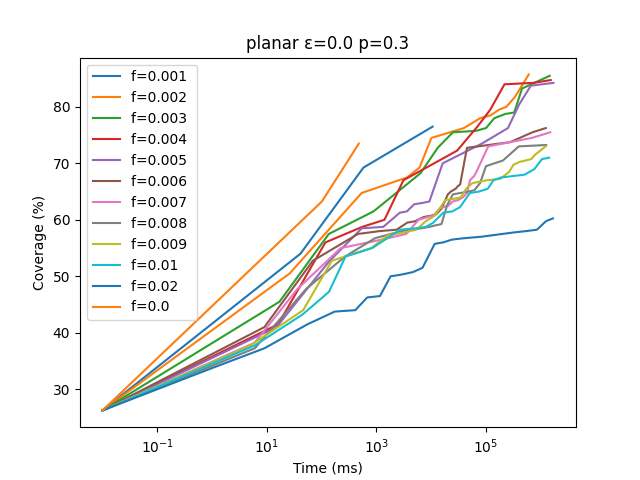 planar ε=0.0 p=0.3
f=0.001
f=0.002
f=0.003
f=0.004
f=0.005
f=0.006
f=0.007
f=0.008
f=0.009
f=0.01
f=0.02
f=0.0
Coverage (%)
80
70
60
50
40
30
10⁻¹ 10¹ 10³ 10⁵
Time (ms)